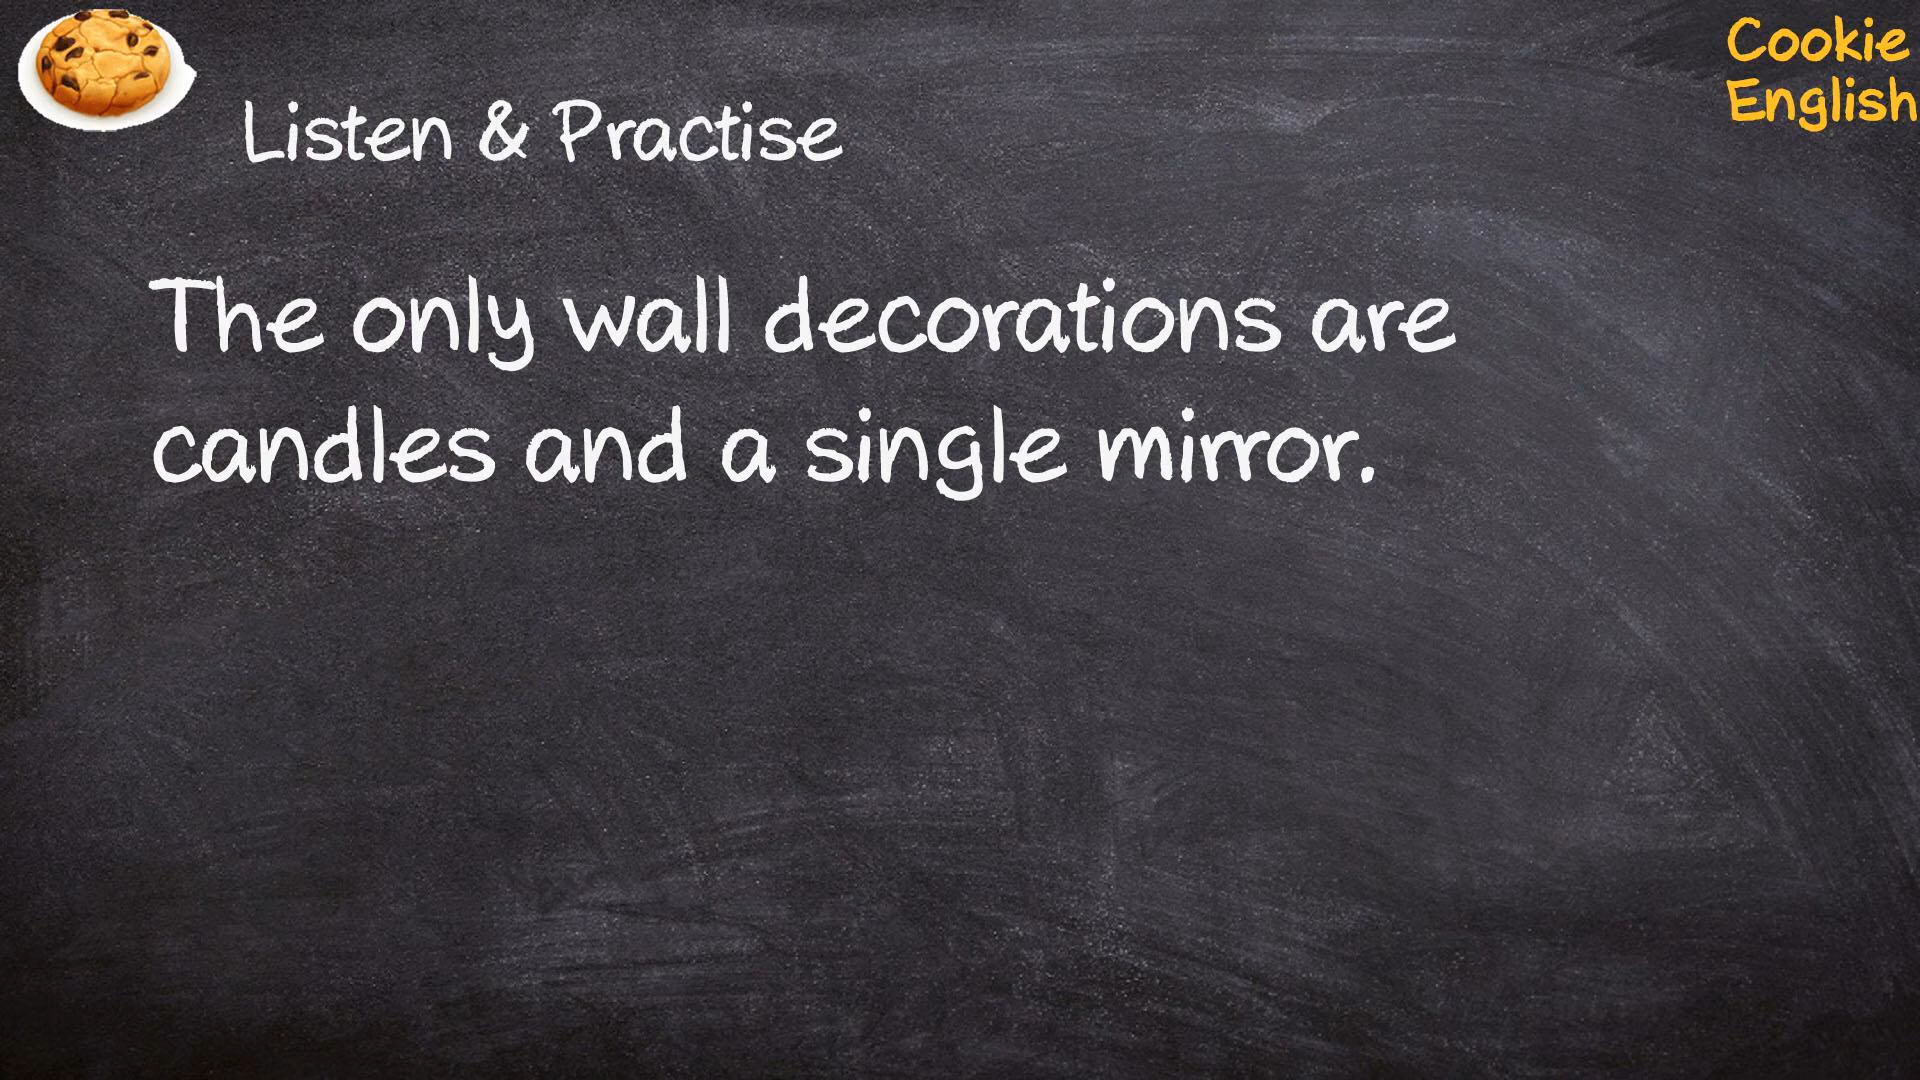 Cookie
English
Listen & Practise
The only wall decorations are
candles and a single mirror.